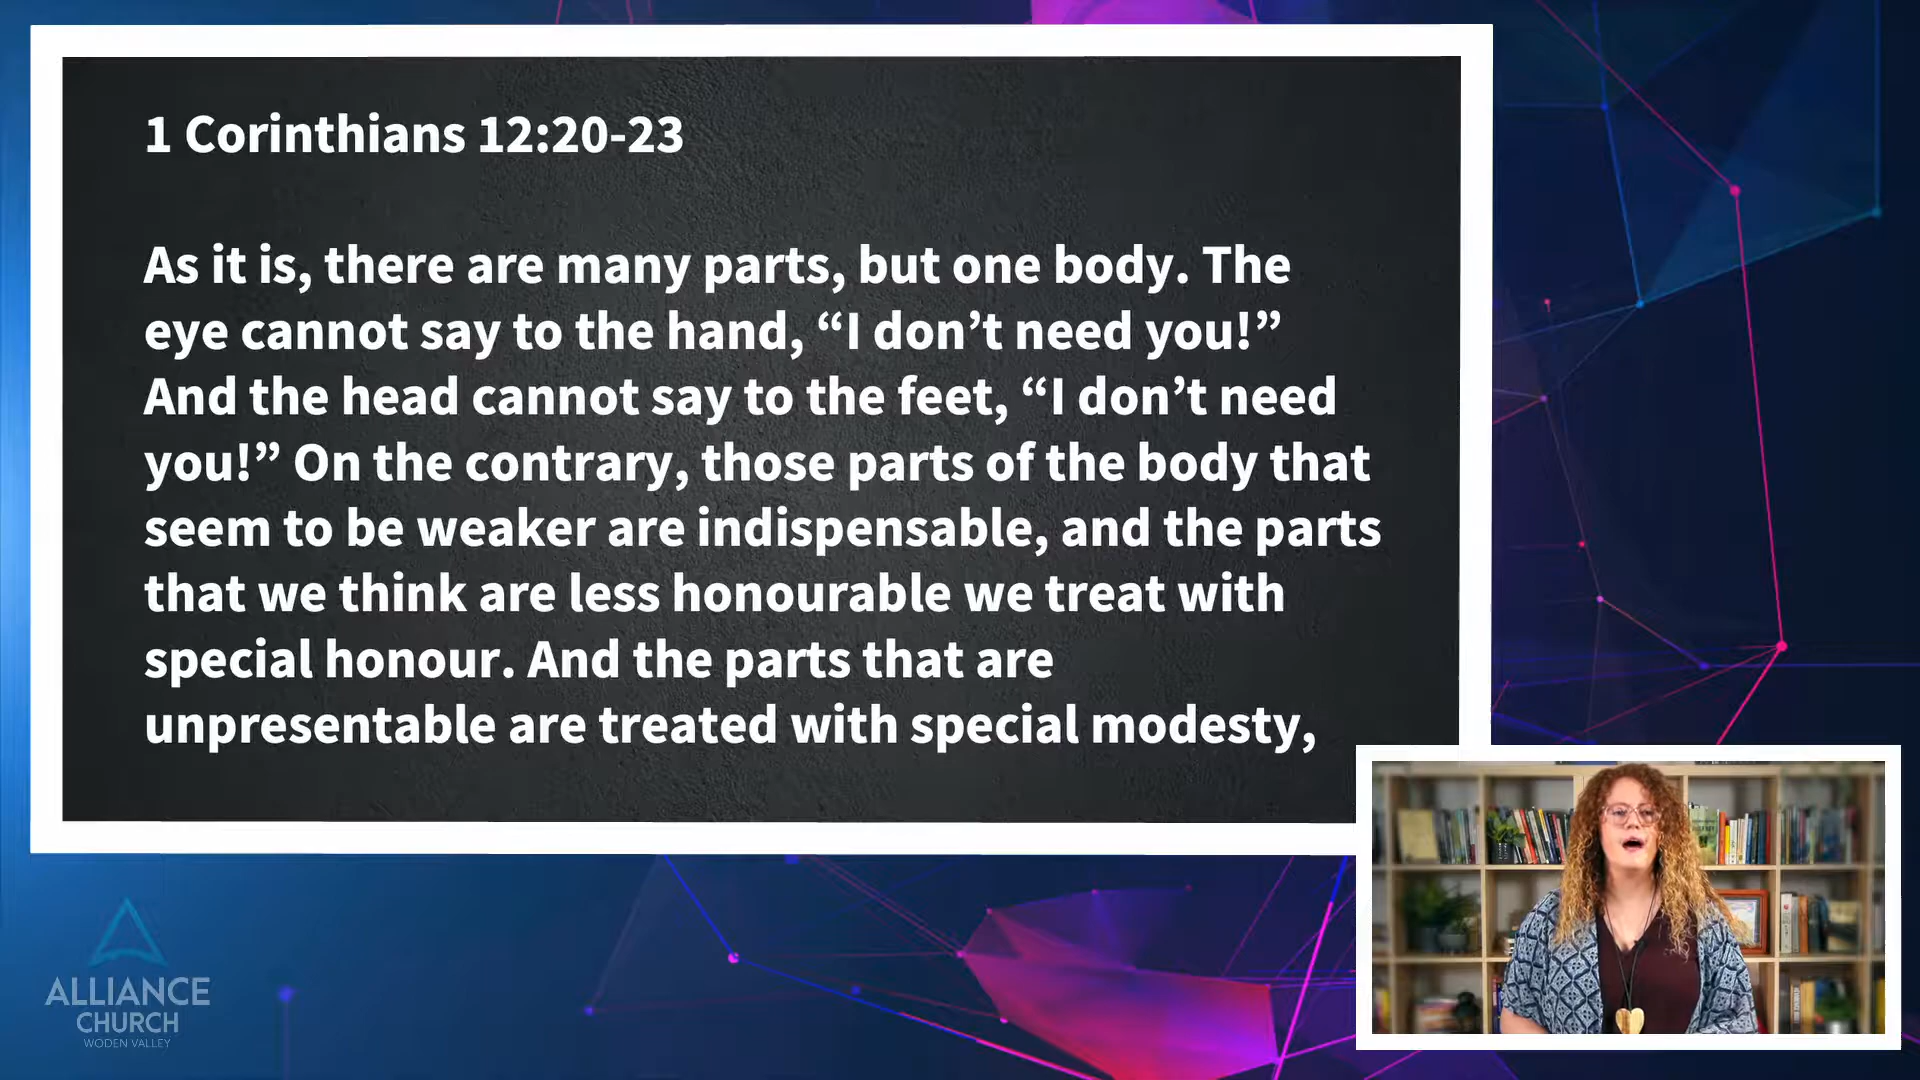 1 Corinthians 12:20-23
As it is, there are many parts, but one body. The
eye cannot say to the hand, “I don’t need you!”
And the head cannot say to the feet, “I don’t need
you!” On the contrary, those parts of the body that
seem to be weaker are indispensable, and the parts
that we think are less honourable we treat with
special honour. And the parts that are
unpresentable are treated with special modesty,
ALLIANCE
CHURCH
WODEN VALLEY